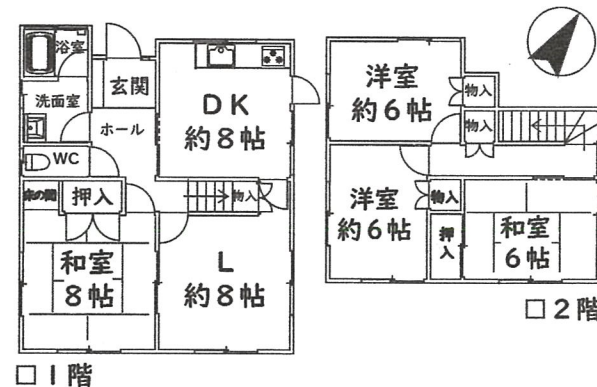 浴室
玄関
洗面室
ホール
DK
約8帖
WC
床の間
押入
物入
和室
8帖
L
約8帖
□1階
洋室
約6帖
物入
物入
洋室
約6帖
物入
押入
和室
6帖
□2階